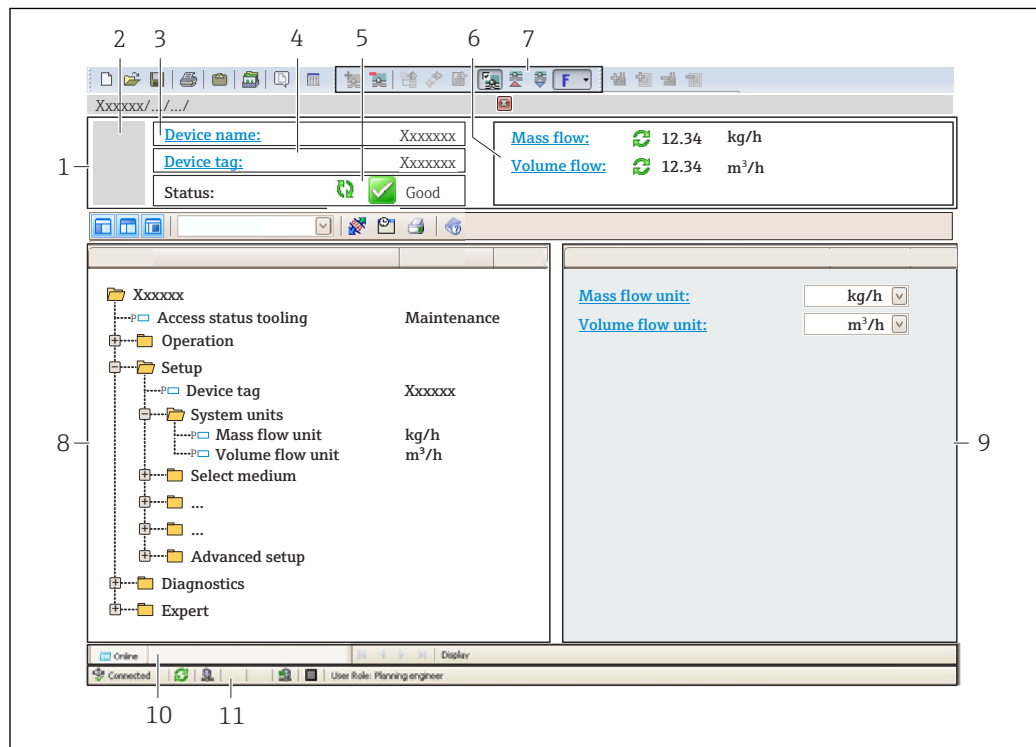 2 3 4 5 6 7
F
Xxxxxx/.../.../
1
Device name: Xxxxxxx
Device tag: Xxxxxxx
Status: Good
Mass flow: 12.34 kg/h
Volume flow: 12.34 m³/h
Xxxxxx
P Access status tooling Maintenance
Operation
Setup
P Device tag Xxxxxx
System units
P Mass flow unit kg/h
P Volume flow unit m³/h
Select medium
...
...
Advanced setup
Diagnostics
Expert
8
Mass flow unit: kg/h
Volume flow unit: m³/h
9
Online Display
Connected User Role: Planning engineer
10 11